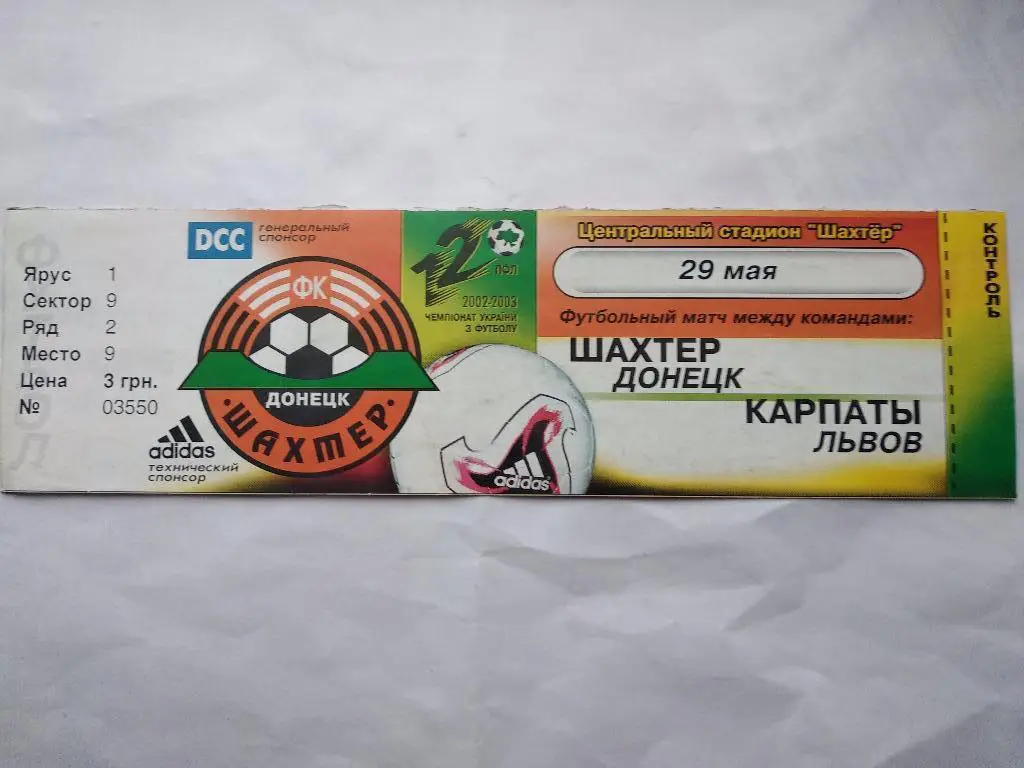 Ярус 1
Сектор 9
Ряд 2
Место 9
Цена 3 грн.
№ 03550
DCC
генеральный
спонсор
adidas
технический
спонсор
ФК
ДОНЕЦК
·ШАХТЕР·
12
ПФЛ
2002-2003
ЧЕМПІОНАТ УКРАЇНИ
З ФУТБОЛУ
adidas
Центральный стадион "Шахтёр"
29 мая
Футбольный матч между командами:
ШАХТЕР
ДОНЕЦК
КАРПАТЫ
ЛЬВОВ
КОНТРОЛЬ